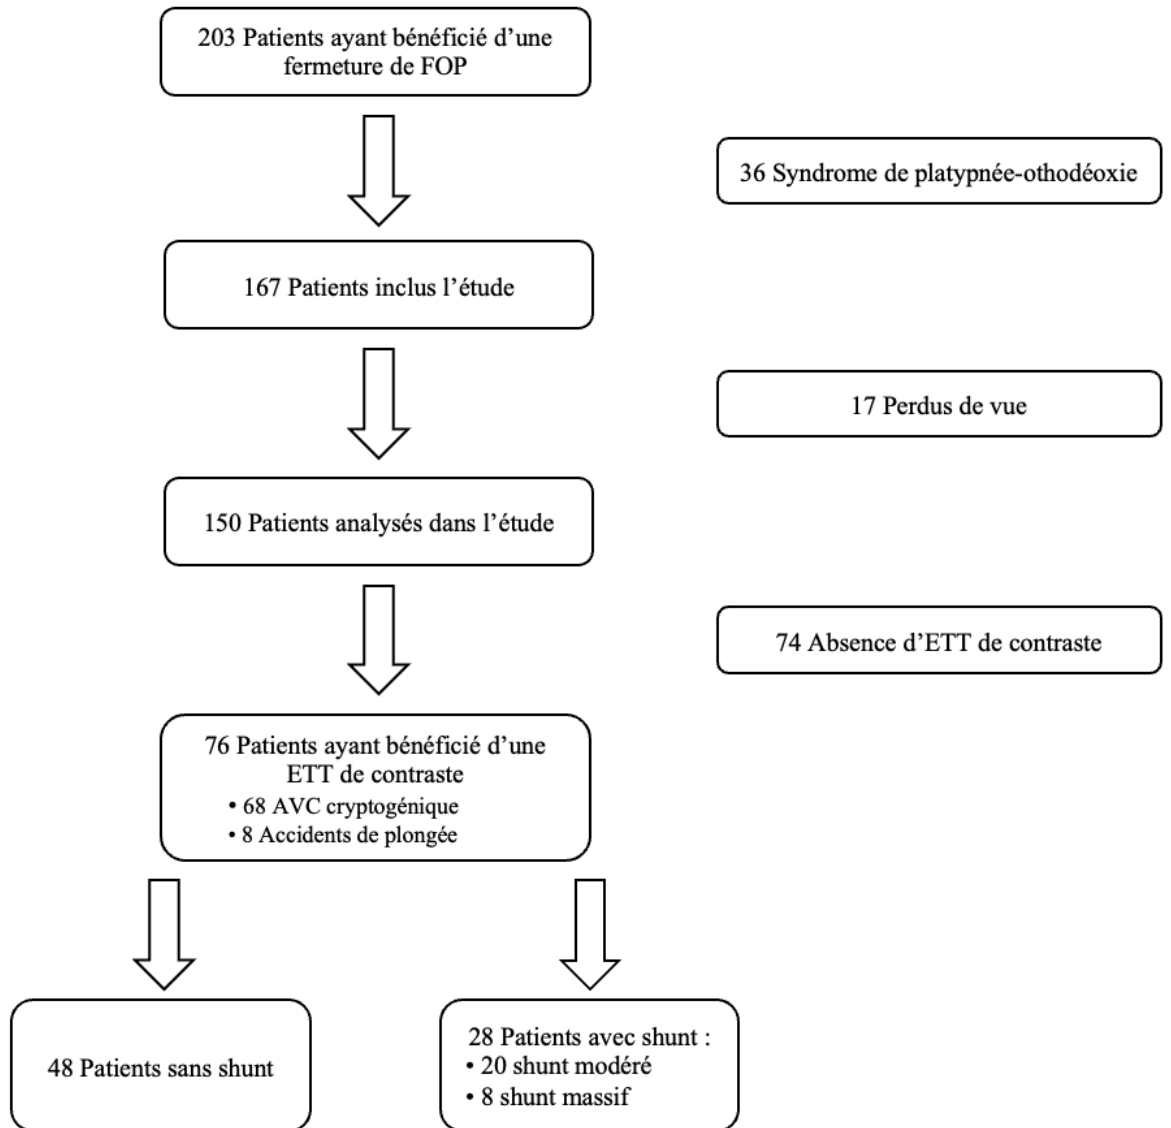 203 Patients ayant bénéficié d’une
fermeture de FOP
36 Syndrome de platypnée-othodéoxie
167 Patients inclus l’étude
17 Perdus de vue
150 Patients analysés dans l’étude
74 Absence d’ETT de contraste
76 Patients ayant bénéficié d’une
ETT de contraste
• 68 AVC cryptogénique
• 8 Accidents de plongée
48 Patients sans shunt
28 Patients avec shunt :
• 20 shunt modéré
• 8 shunt massif